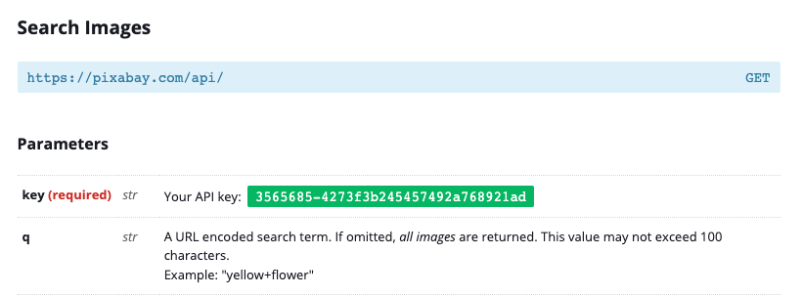 Search Images
https://pixabay.com/api/ GET
Parameters
key (required) str Your API key: 3565685-4273f3b245457492a768921ad
q str A URL encoded search term. If omitted, all images are returned. This value may not exceed 100
characters.
Example: "yellow+flower"